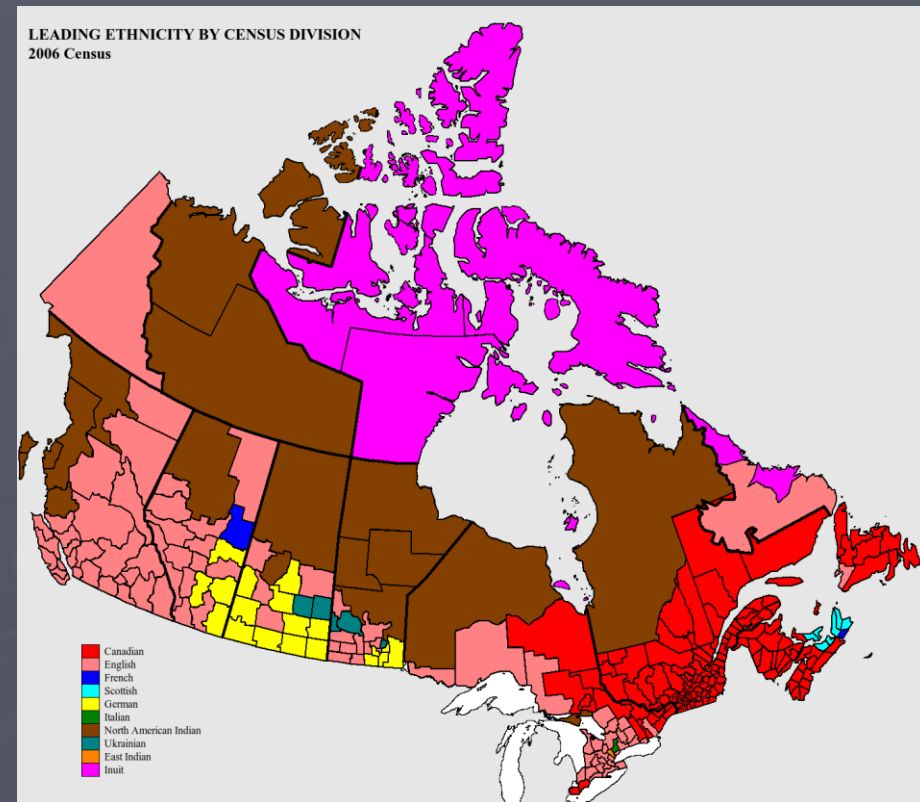 LEADING ETHNICITY BY CENSUS DIVISION
2006 Census
Canadian
English
French
Scottish
German
Italian
North American Indian
Ukrainian
East Indian
Inuit